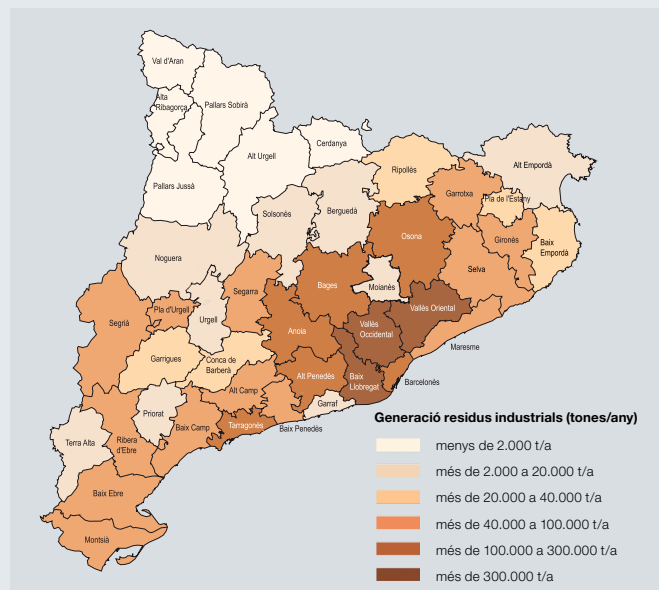 Val d'Aran
Alta
Ribagorça
Pallars Sobirà
Cerdanya
Alt Urgell
Ripollès
Alt Empordà
Pallars Jussà
Garrotxa
Pla de l'Estany
Solsonès
Berguedà
Osona
Gironès
Baix
Empordà
Noguera
Selva
Bages
Moianès
Segarra
Vallès Oriental
Segrià
Pla d'Urgell
Urgell
Anoia
Vallès
Occidental
Maresme
Garrigues
Conca de
Barberà
Alt Penedès
Baix
Llobregat
Barcelonès
Alt Camp
Garraf
Priorat
Baix Camp
Tarragonès
Baix Penedès
Terra Alta
Ribera
d'Ebre
Baix Ebre
Montsià
Generació residus industrials (tones/any)
menys de 2.000 t/a
més de 2.000 a 20.000 t/a
més de 20.000 a 40.000 t/a
més de 40.000 a 100.000 t/a
més de 100.000 a 300.000 t/a
més de 300.000 t/a